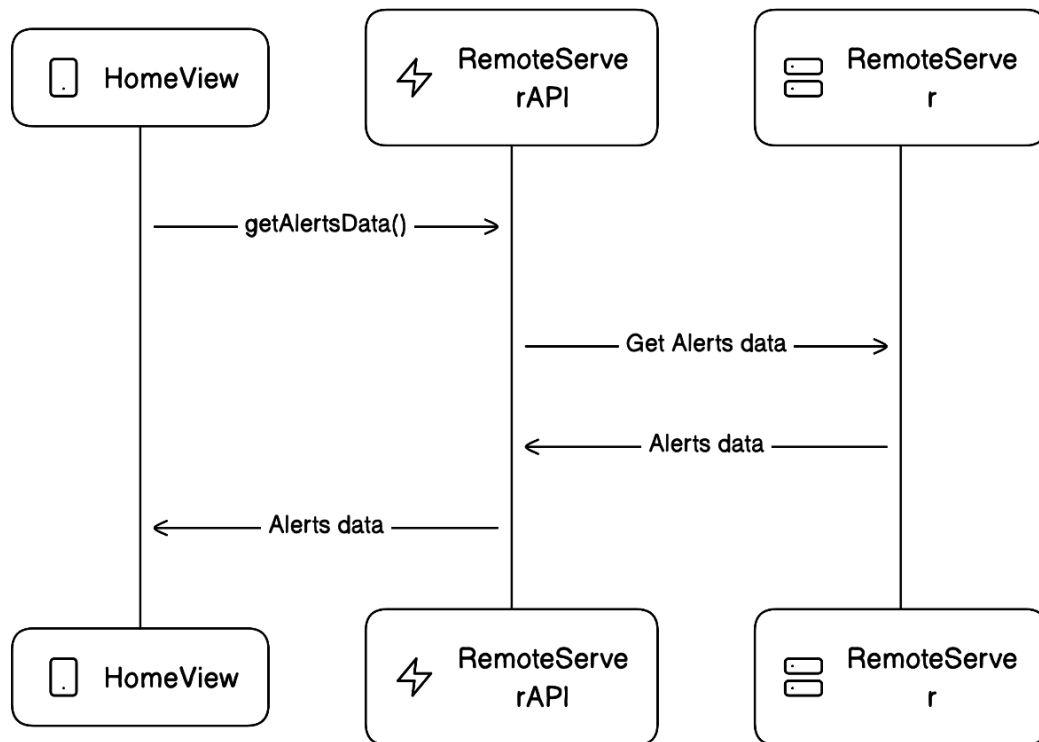 HomeView
RemoteServe
rAPI
RemoteServe
r
getAlertsData()
Get Alerts data
Alerts data
Alerts data
HomeView
RemoteServe
rAPI
RemoteServe
r